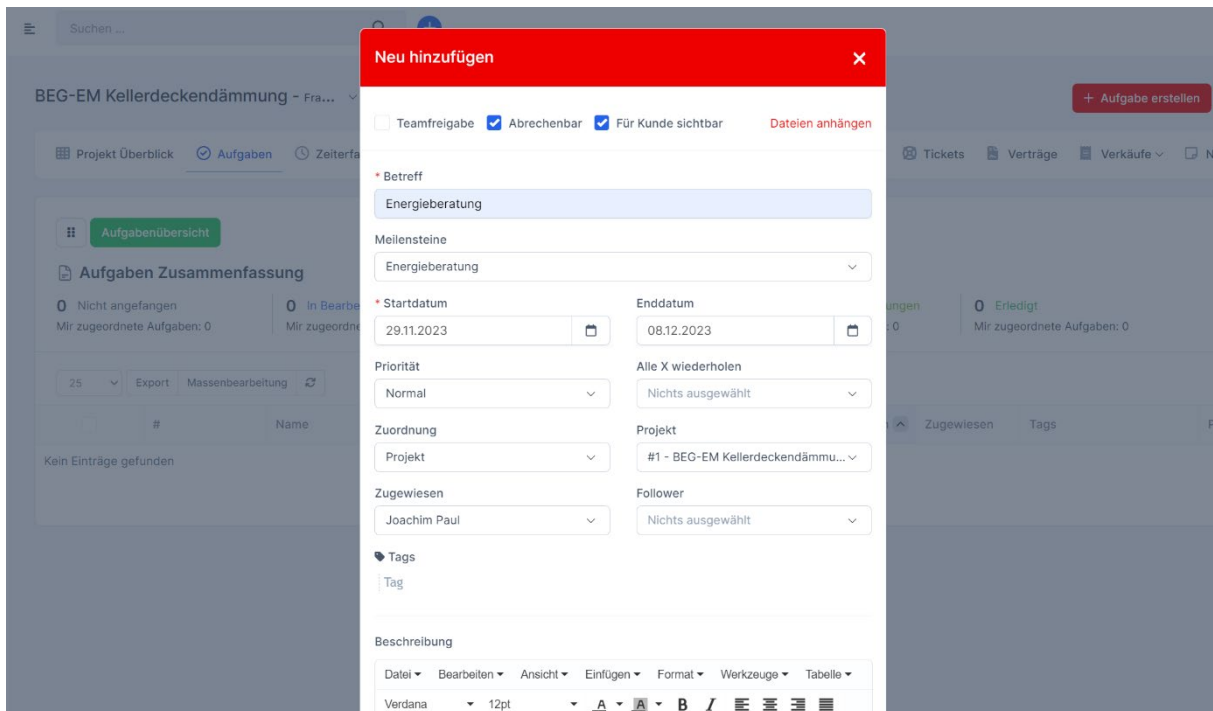 Suchen ...
Neu hinzufügen
BEG-EM Kellerdeckendämmung - Fra...
+ Aufgabe erstellen
Teamfreigabe Abrechenbar Für Kunde sichtbar Dateien anhängen
Projekt Überblick Aufgaben Zeiterfa Tickets Verträge Verkäufe N
* Betreff
Energieberatung
Aufgabenübersicht
Meilensteine
Energieberatung
Aufgaben Zusammenfassung
* Startdatum Enddatum
0 Nicht angefangen 0 In Bearbe ungen 0 Erledigt
Mir zugeordnete Aufgaben: 0 Mir zugeordne : 0 Mir zugeordnete Aufgaben: 0
29.11.2023 08.12.2023
Priorität Alle X wiederholen
25 Export Massenbearbeitung
Normal Nichts ausgewählt
# Name Zugewiesen Tags
Zuordnung Projekt
Projekt #1 - BEG-EM Kellerdeckendämmu...
Kein Einträge gefunden
Zugewiesen Follower
Joachim Paul Nichts ausgewählt
Tags
Tag
Beschreibung
Datei Bearbeiten Ansicht Einfügen Format Werkzeuge Tabelle
Verdana 12pt A A B I